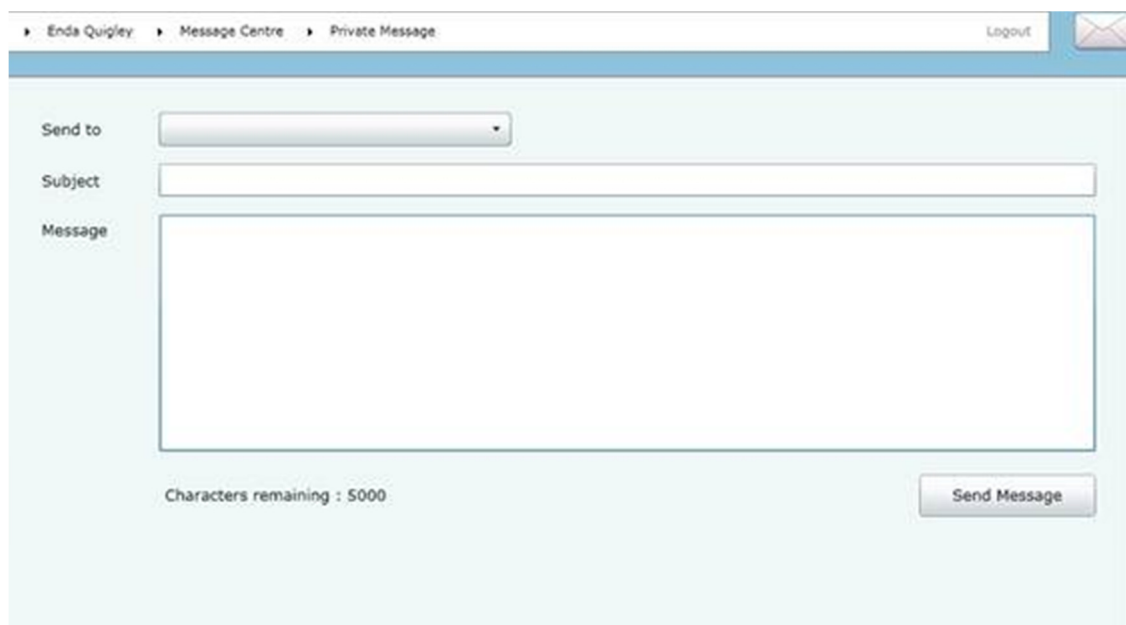 Enda Quigley Message Centre Private Message Logout
Send to
Subject
Message
Characters remaining : 5000 Send Message